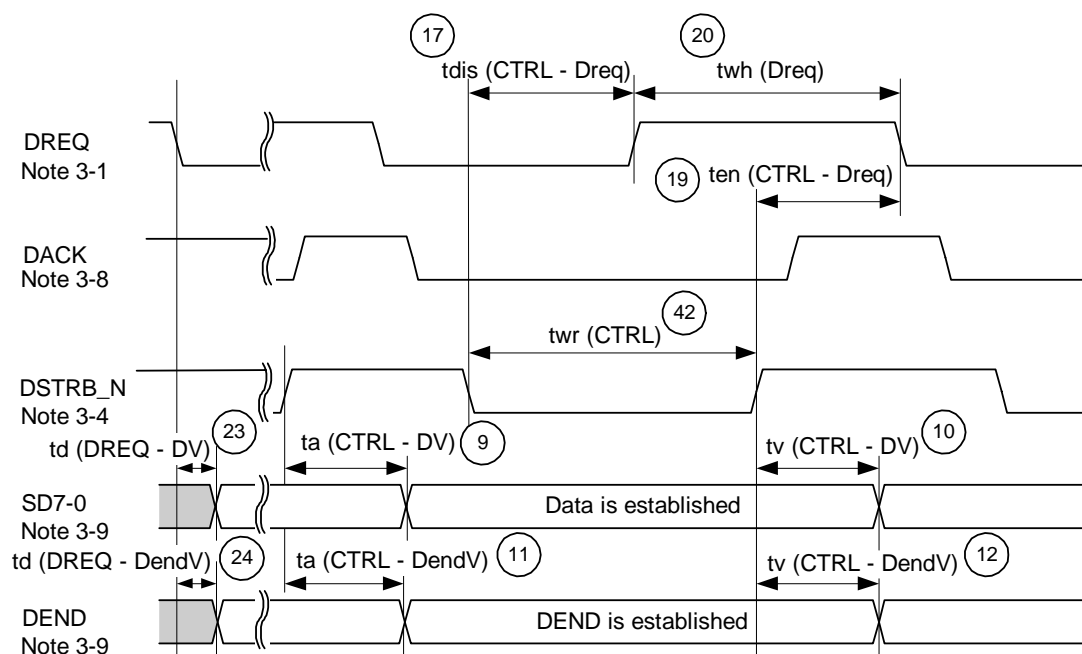 17
20
tdis (CTRL - Dreq)
twh (Dreq)
DREQ
Note 3-1
19
ten (CTRL - Dreq)
DACK
Note 3-8
42
twr (CTRL)
DSTRB_N
Note 3-4
23
9
10
td (DREQ - DV)
ta (CTRL - DV)
tv (CTRL - DV)
SD7-0
Note 3-9
Data is established
24
11
12
td (DREQ - DendV)
ta (CTRL - DendV)
tv (CTRL - DendV)
DEND
Note 3-9
DEND is established